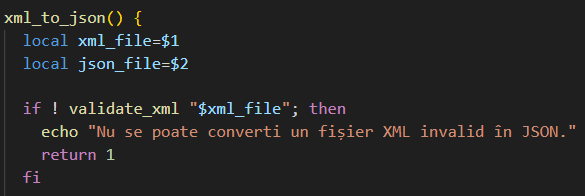 xml_to_json() {
local xml_file=$1
local json_file=$2
if ! validate_xml "$xml_file"; then
echo "Nu se poate converti un fișier XML invalid în JSON."
return 1
fi